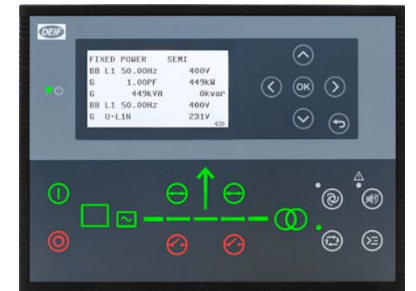 DEIF
FIXED POWER SEMI
BB L1 50.00Hz 400V
G 1.00PF 449kW
G 449kVA 0kvar
BB L1 50.00Hz 400V
G U-L1N 231V
OK